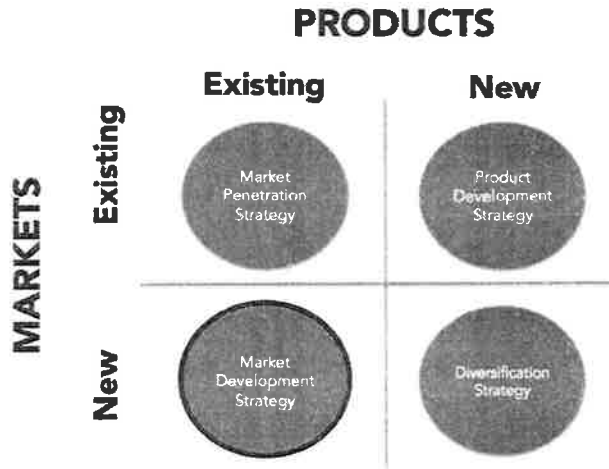 PRODUCTS
Existing
New
MARKETS
Existing
Market
Penetration
Strategy
Product
Development
Strategy
New
Market
Development
Strategy
Diversification
Strategy